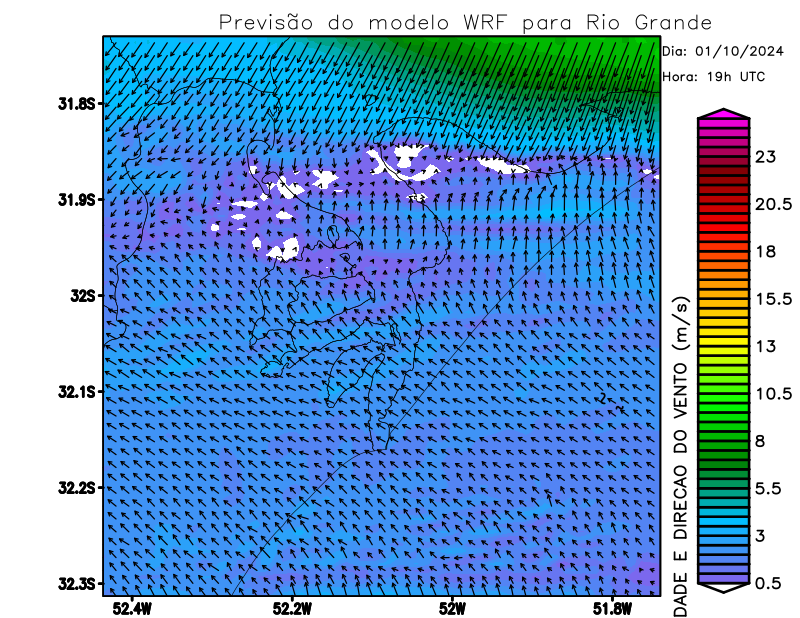 Previsão do modelo WRF para Rio Grande
Dia: 01/10/2024
Hora: 19h UTC
31.8S
31.9S
32S
32.1S
32.2S
32.3S
52.4W
52.2W
52W
51.8W
DADE E DIRECAO DO VENTO (m/s)
23
20.5
18
15.5
13
10.5
8
5.5
3
0.5